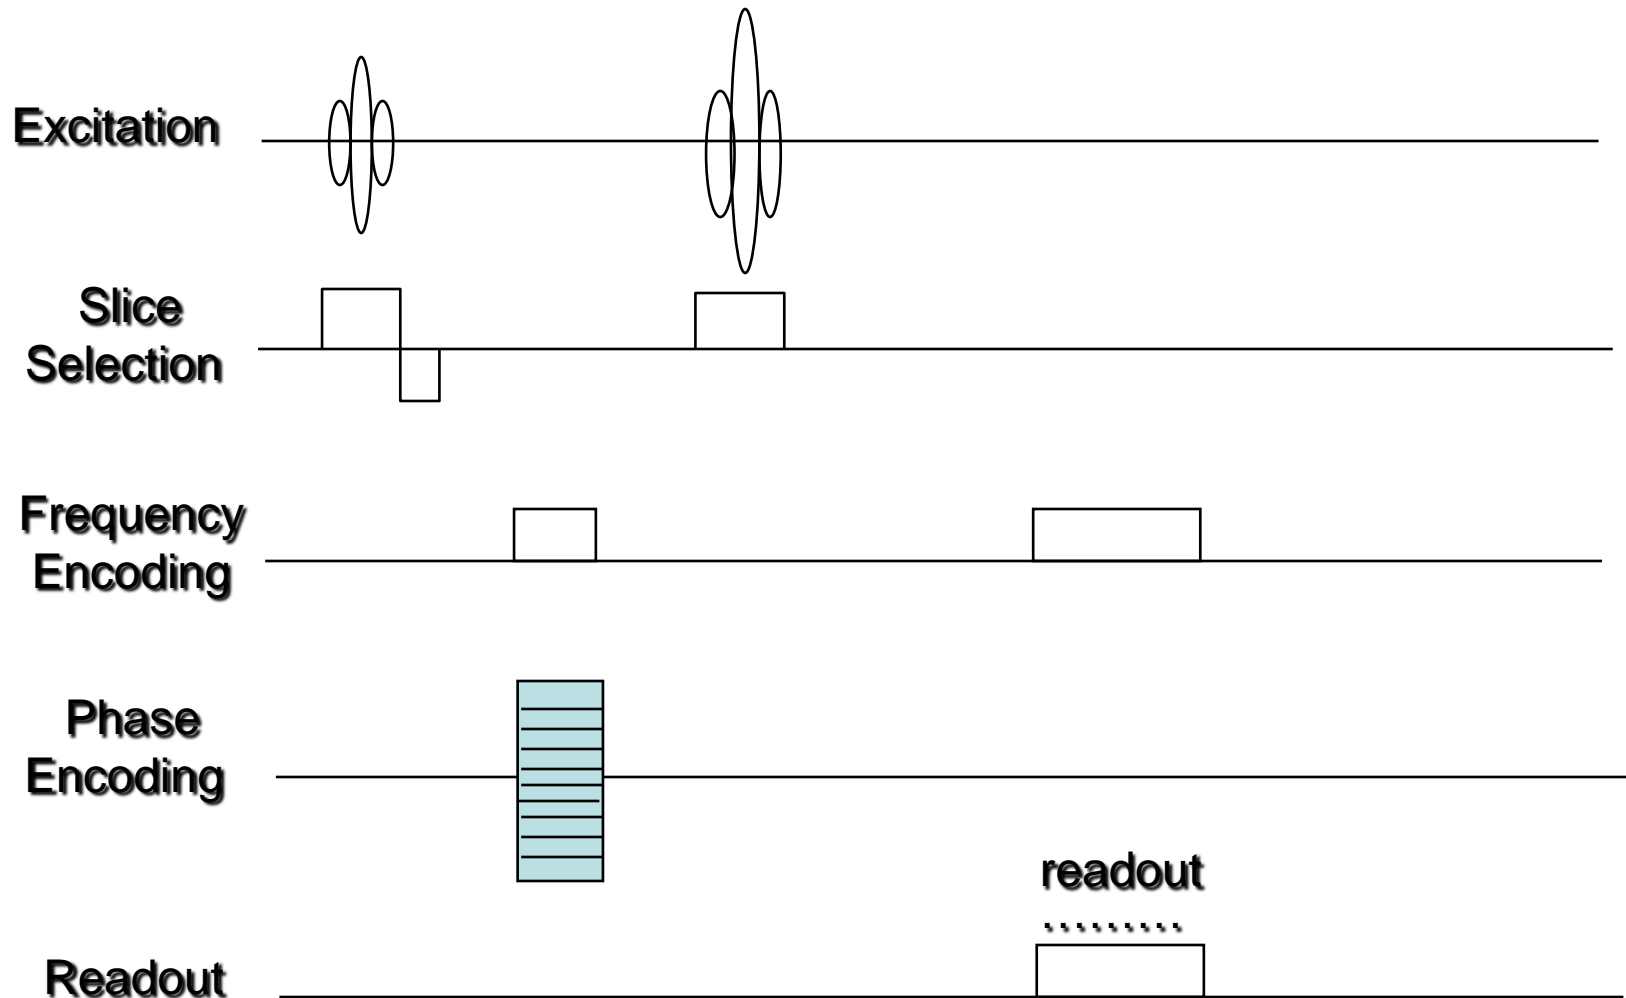 Excitation
Slice
Selection
Frequency
Encoding
Phase
Encoding
readout
Readout